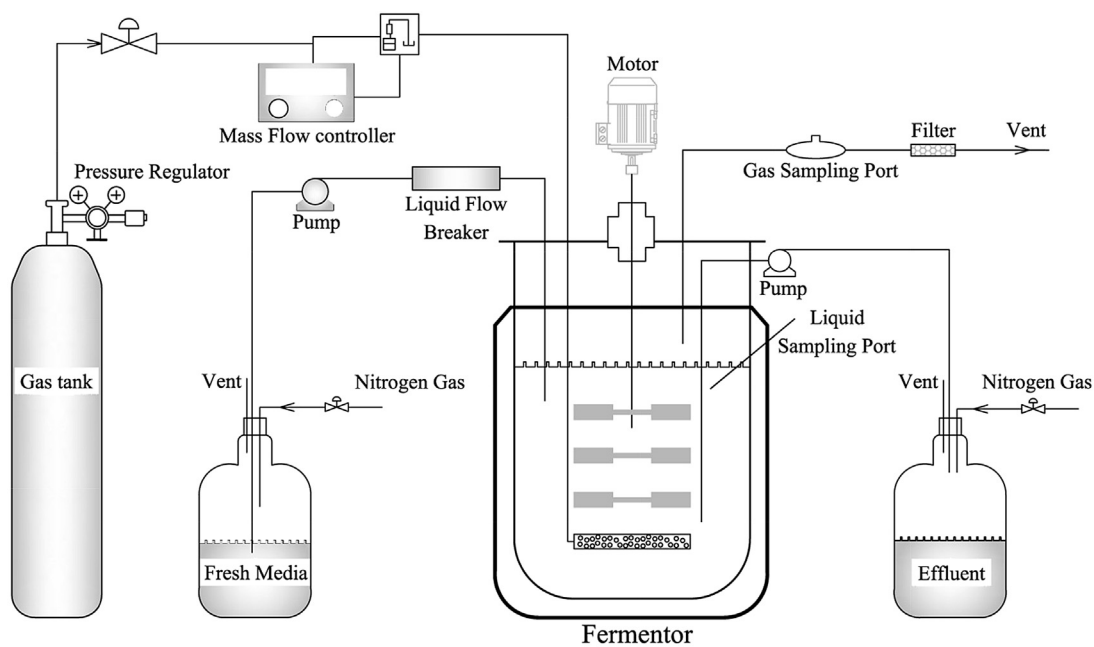 Motor
Mass Flow controller
Filter
Vent
Gas Sampling Port
Pressure Regulator
Pump
Liquid Flow
Breaker
Pump
Liquid
Sampling Port
Gas tank
Vent
Nitrogen Gas
Vent
Nitrogen Gas
Fresh Media
Effluent
Fermentor